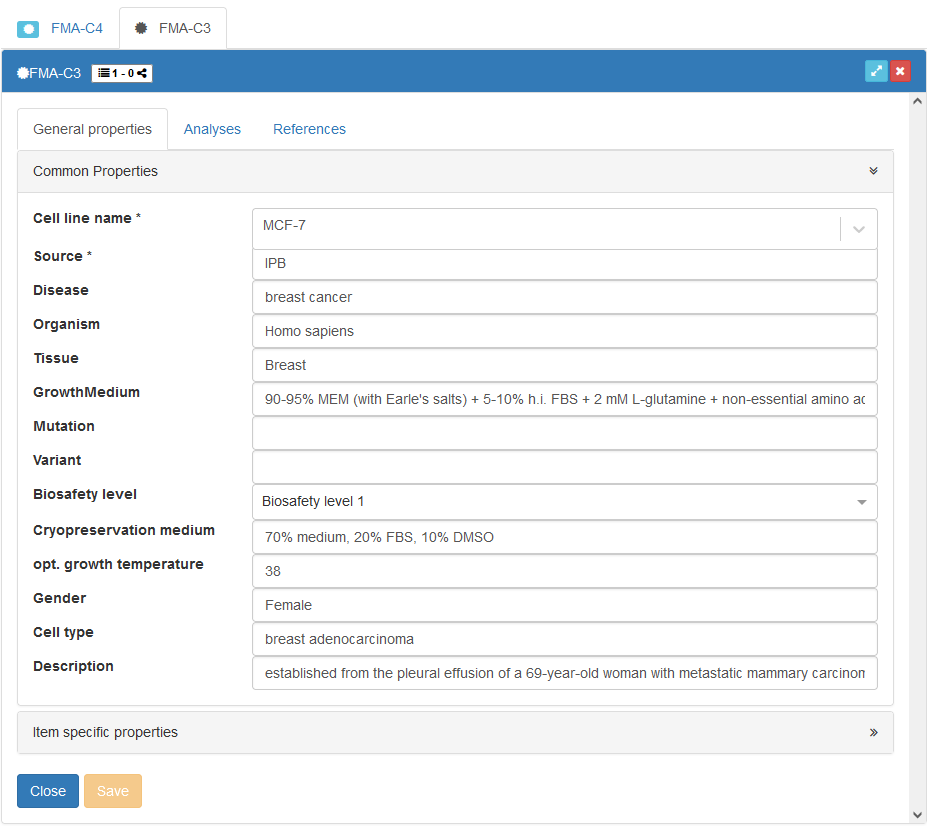 FMA-C4 FMA-C3
FMA-C3 1 - 0
General properties Analyses References
Common Properties
Cell line name * MCF-7
Source * IPB
Disease breast cancer
Organism Homo sapiens
Tissue Breast
GrowthMedium 90-95% MEM (with Earle's salts) + 5-10% h.i. FBS + 2 mM L-glutamine + non-essential amino ac
Mutation
Variant
Biosafety level Biosafety level 1
Cryopreservation medium 70% medium, 20% FBS, 10% DMSO
opt. growth temperature 38
Gender Female
Cell type breast adenocarcinoma
Description established from the pleural effusion of a 69-year-old woman with metastatic mammary carcinom
Item specific properties
Close Save